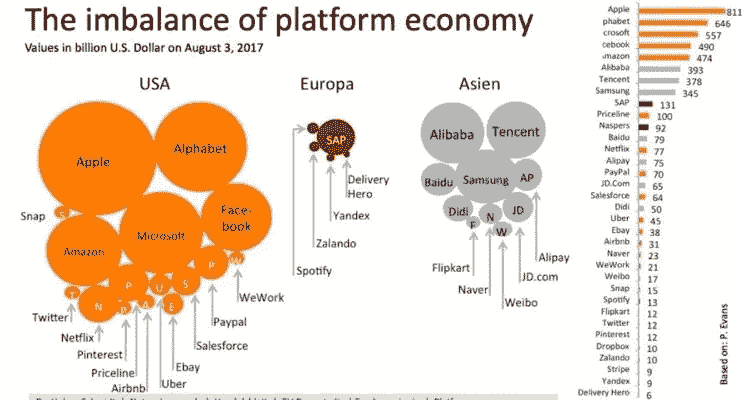 The imbalance of platform economy
Values in billion U.S. Dollar on August 3, 2017
USA
Europa
Asien
Apple
Alphabet
Snap
S
Face-
book
Amazon
Microsoft
T
N
P
P
P
A
U
E
S
P
W
WeWork
Twitter
Paypal
Netflix
Salesforce
Pinterest
Ebay
Priceline
Uber
Airbnb
SAP
Delivery
Hero
Yandex
Zalando
Spotify
Alibaba
Tencent
Baidu
Samsung
AP
Didi
N
JD
F
W
Alipay
Flipkart
JD.com
Naver
Weibo
Apple 811
phabet 646
crosoft 557
cebook 490
mazon 474
Alibaba 393
Tencent 378
Samsung 345
SAP 131
Priceline 100
Naspers 92
Baidu 79
Netflix 77
Alipay 75
PayPal 70
JD.Com 65
Salesforce 64
Didi 50
Uber 45
Ebay 38
Airbnb 31
Naver 23
WeWork 21
Weibo 17
Snap 15
Spotify 13
Flipkart 12
Twitter 12
Pinterest 12
Dropbox 10
Zalando 10
Stripe 9
Yandex 9
Delivery Hero 6
Based on: P. Evans